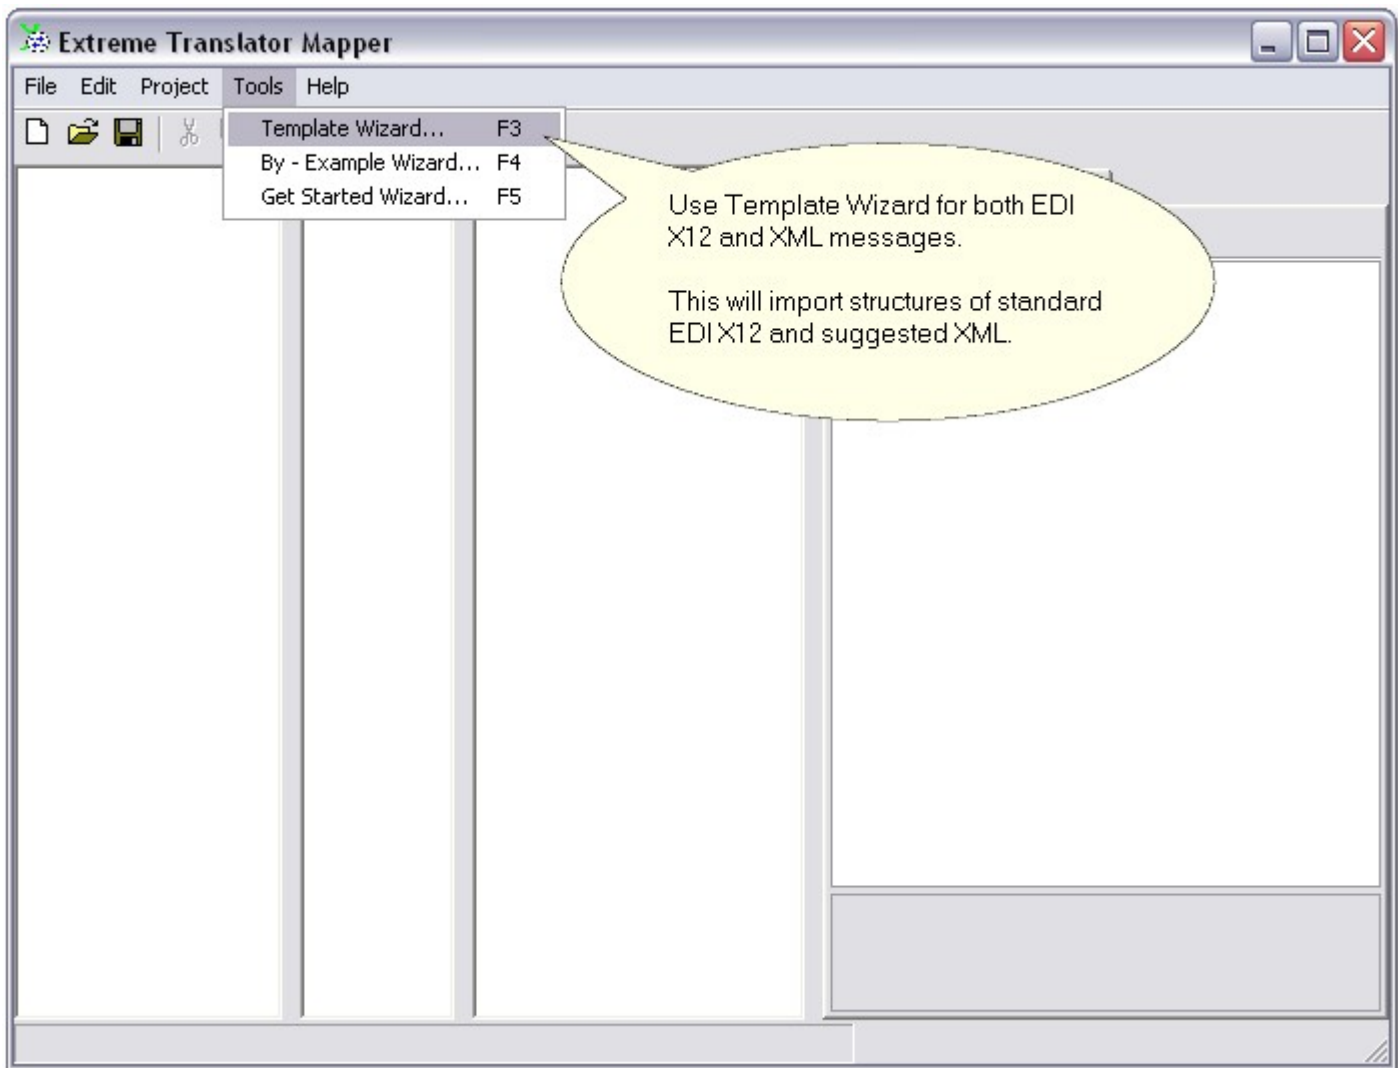 Extreme Translator Mapper
File Edit Project Tools Help
Template Wizard... F3
By - Example Wizard... F4
Get Started Wizard... F5
Use Template Wizard for both EDI
X12 and XML messages.
This will import structures of standard
EDI X12 and suggested XML.